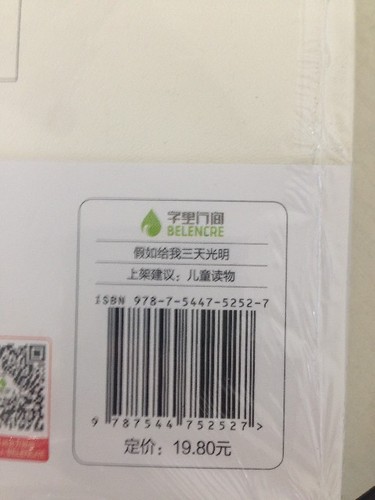 字里行间
BELENCRE
假如给我三天光明
上架建议：儿童读物
ISBN 978-7-5447-5252-7
9 787544 752527 >
定价：19.80元